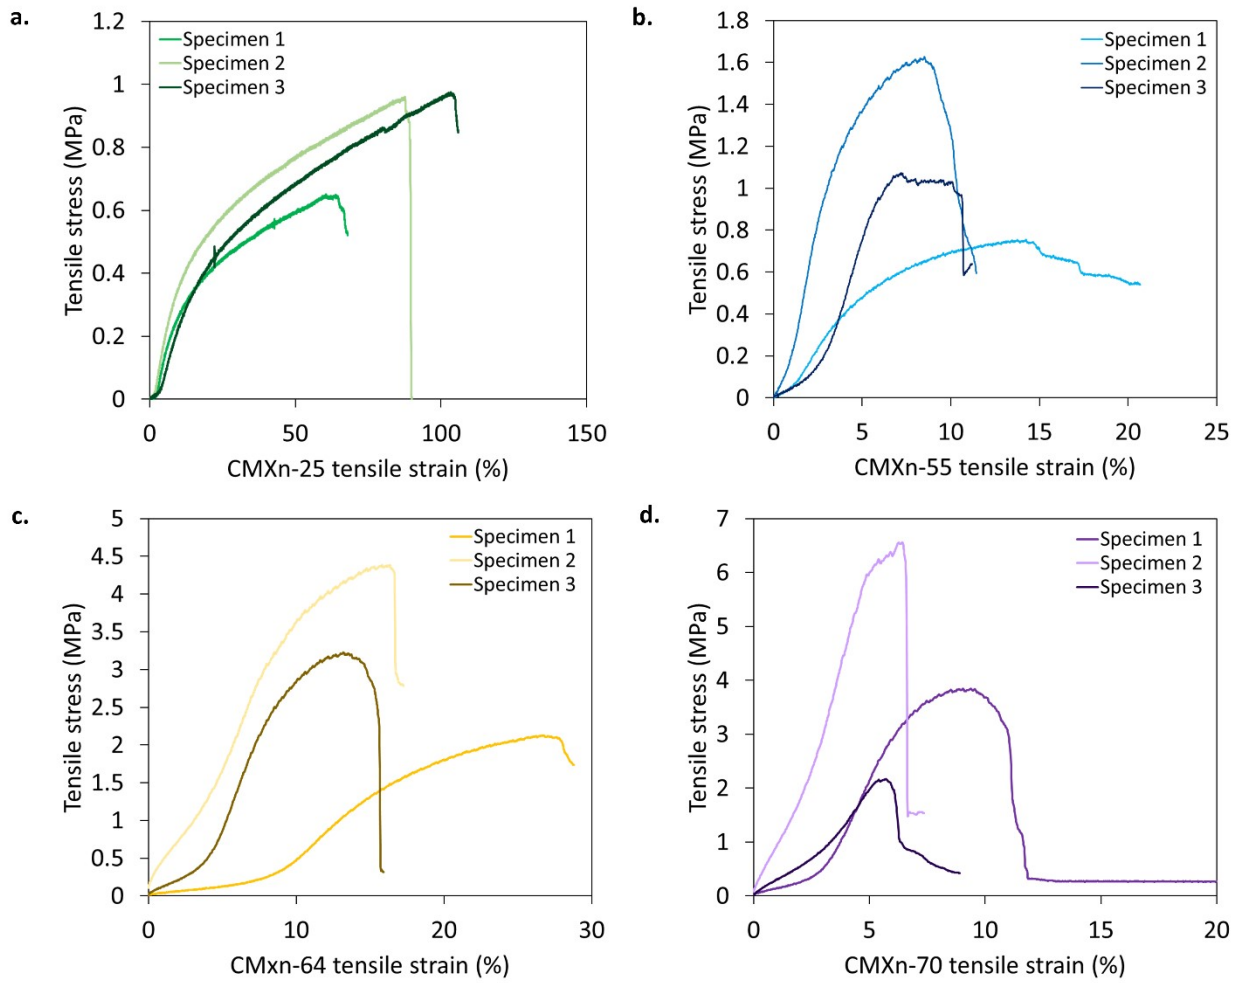 a.
Tensile stress (MPa)
1.2
1
0.8
0.6
0.4
0.2
0
Specimen 1
Specimen 2
Specimen 3
0 50 100 150
CMXn-25 tensile strain (%)
b.
Tensile stress (MPa)
1.8
1.6
1.4
1.2
1
0.8
0.6
0.4
0.2
0
Specimen 1
Specimen 2
Specimen 3
0 5 10 15 20 25
CMXn-55 tensile strain (%)
c.
Tensile stress (MPa)
5
4.5
4
3.5
3
2.5
2
1.5
1
0.5
0
Specimen 1
Specimen 2
Specimen 3
0 10 20 30
CMxn-64 tensile strain (%)
d.
Tensile stress (MPa)
7
6
5
4
3
2
1
0
Specimen 1
Specimen 2
Specimen 3
0 5 10 15 20
CMXn-70 tensile strain (%)